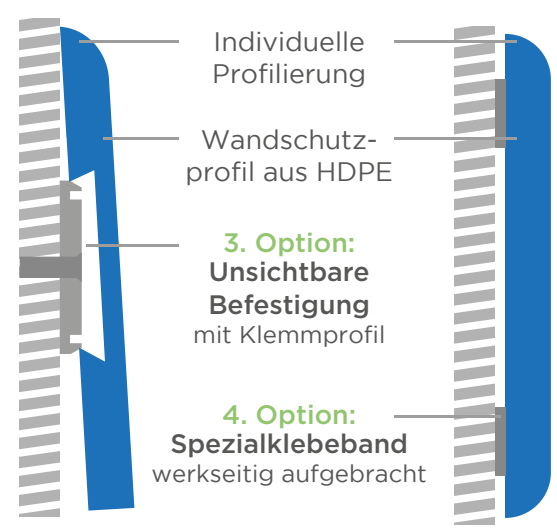 Individuelle
Profilierung
Wandschutz-
profil aus HDPE
3. Option:
Unsichtbare
Befestigung
mit Klemmprofil
4. Option:
Spezialklebeband
werkseitig aufgebracht